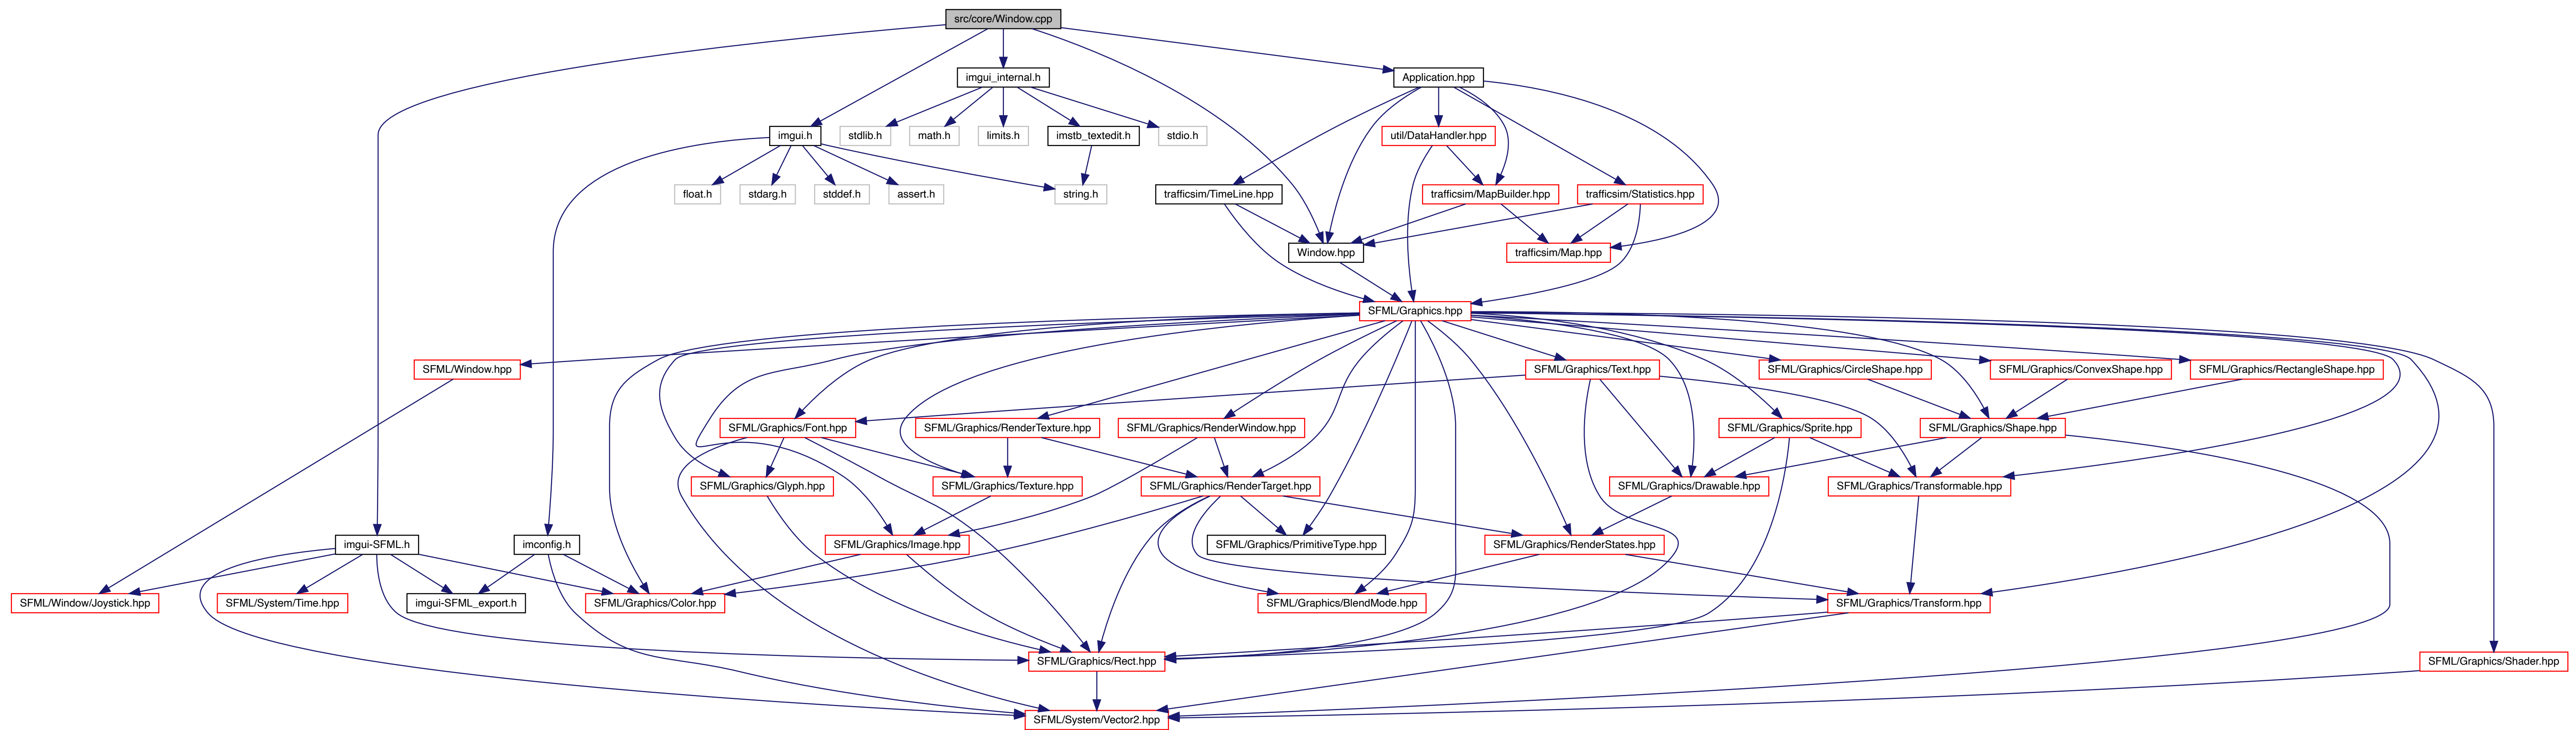 src/core/Window.cpp
imgui_internal.h
Application.hpp
imgui.h
stdlib.h
math.h
limits.h
imstb_textedit.h
stdio.h
util/DataHandler.hpp
float.h
stdarg.h
stddef.h
assert.h
string.h
trafficsim/TimeLine.hpp
trafficsim/MapBuilder.hpp
trafficsim/Statistics.hpp
Window.hpp
trafficsim/Map.hpp
SFML/Graphics.hpp
SFML/Window.hpp
SFML/Graphics/Text.hpp
SFML/Graphics/CircleShape.hpp
SFML/Graphics/ConvexShape.hpp
SFML/Graphics/RectangleShape.hpp
SFML/Graphics/Font.hpp
SFML/Graphics/RenderTexture.hpp
SFML/Graphics/RenderWindow.hpp
SFML/Graphics/Sprite.hpp
SFML/Graphics/Shape.hpp
SFML/Graphics/Glyph.hpp
SFML/Graphics/Texture.hpp
SFML/Graphics/RenderTarget.hpp
SFML/Graphics/Drawable.hpp
SFML/Graphics/Transformable.hpp
imgui-SFML.h
imconfig.h
SFML/Graphics/Image.hpp
SFML/Graphics/PrimitiveType.hpp
SFML/Graphics/RenderStates.hpp
SFML/Window/Joystick.hpp
SFML/System/Time.hpp
imgui-SFML_export.h
SFML/Graphics/Color.hpp
SFML/Graphics/BlendMode.hpp
SFML/Graphics/Transform.hpp
SFML/Graphics/Rect.hpp
SFML/Graphics/Shader.hpp
SFML/System/Vector2.hpp